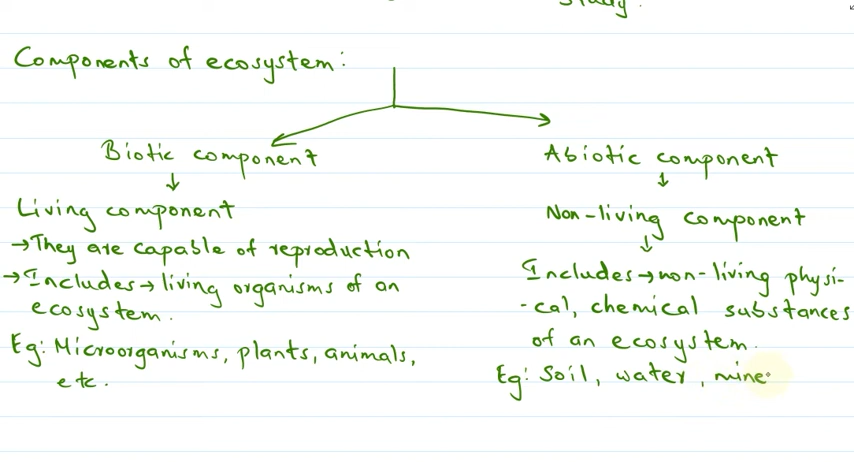 study.
Components of ecosystem:
Biotic component
↓
Living component
→They are capable of reproduction
→Includes→living organisms of an
ecosystem.
Eg: Microorganisms, plants, animals,
etc.
Abiotic component
↓
Non-living component
↓
Includes→non-living physi-
-cal, chemical substances
of an ecosystem.
Eg: Soil, water, mine